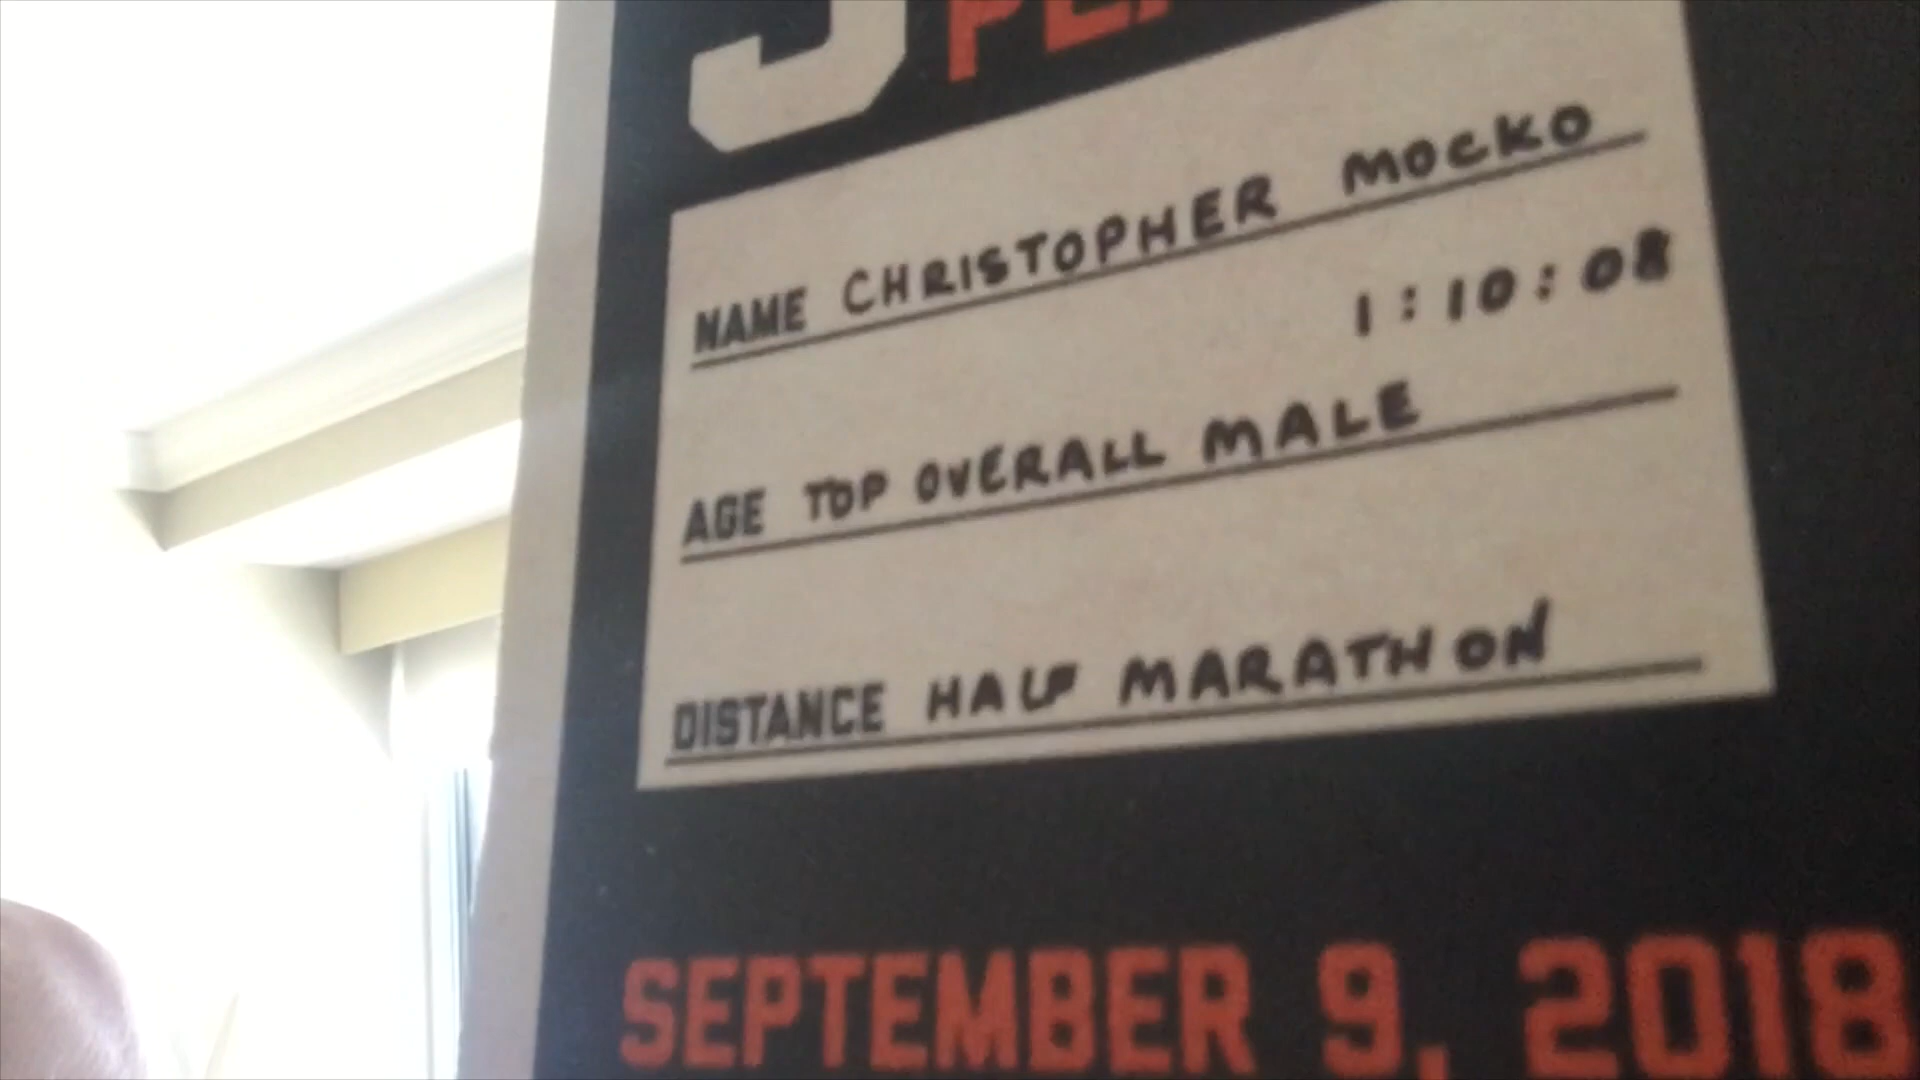 NAME CHRISTOPHER MOCKO
1:10:08
AGE TOP OVERALL MALE
DISTANCE HALF MARATHON
SEPTEMBER 9, 2018